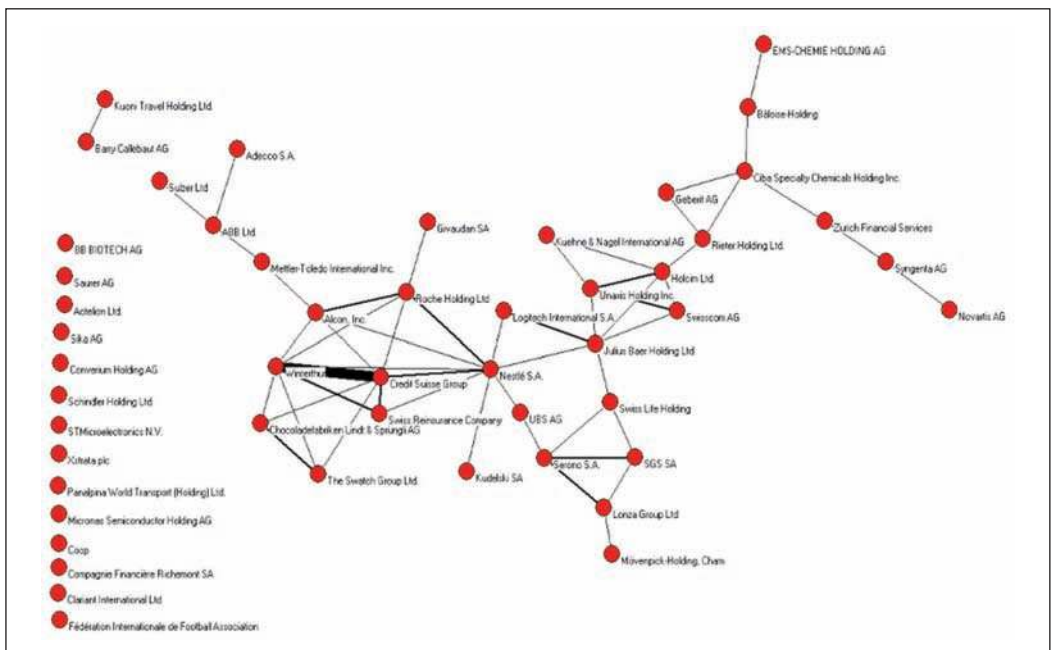 EMS-CHEMIE HOLDING AG
Kuoni Travel Holding Ltd.
Bâloise-Holding
Barry Callebaut AG
Adecco S.A.
Ciba Specialty Chemicals Holding Inc.
Sulzer Ltd
Geberit AG
Givaudan SA
Zurich Financial Services
ABB Ltd
Kuehne & Nagel International AG
Rieter Holding Ltd.
BB BIOTECH AG
Mettler-Toledo International Inc.
Syngenta AG
Holcim Ltd.
Saurer AG
Unaxis Holding Inc.
Roche Holding Ltd
Actelion Ltd.
Logitech International S.A.
Swisscom AG
Novartis AG
Alcon, Inc.
Sika AG
Julius Baer Holding Ltd.
Converium Holding AG
Winterthur
Nestlé S.A.
Credit Suisse Group
Schindler Holding Ltd
Swiss Life Holding
Swiss Reinsurance Company
UBS AG
Chocoladefabriken Lindt & Sprüngli AG
STMicroelectronics N.V.
Xstrata plc
Serono S.A.
SGS SA
Kudelski SA
The Swatch Group Ltd.
Panalpina World Transport (Holding) Ltd.
Lonza Group Ltd
Micronas Semiconductor Holding AG
Coop
Mövenpick-Holding, Cham
Compagnie Financière Richemont SA
Clariant International Ltd
Fédération Internationale de Football Association